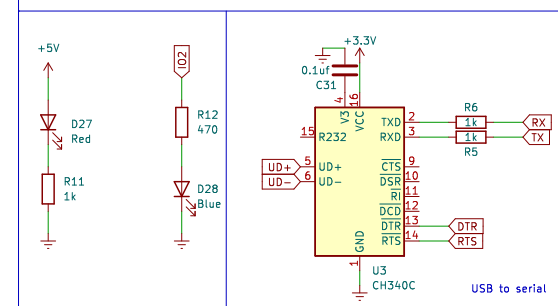 +5V
D27
Red
R11
1k
IO2
R12
470
D28
Blue
+3.3V
0.1uf
C31
4
16
V3
VCC
15
R232
TXD
2
RXD
3
R6
1k
RX
1k
R5
TX
UD+
5
UD+
UD-
6
UD-
CTS
9
DSR
10
RI
11
DCD
12
DTR
13
DTR
RTS
14
RTS
GND
1
U3
CH340C
USB to serial